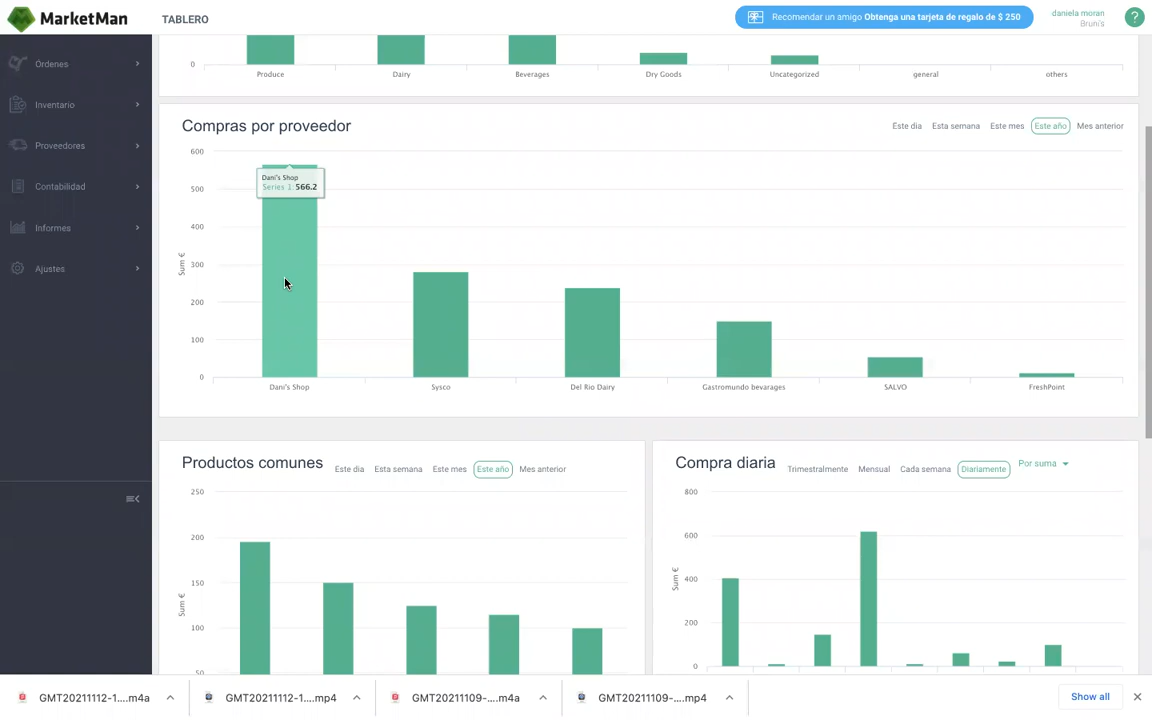 MarketMan
TABLERO
Recomendar un amigo Obtenga una tarjeta de regalo de $ 250
daniela moran
Bruni's
?
Órdenes
Inventario
Proveedores
Contabilidad
Informes
Ajustes
0
Produce Dairy Beverages Dry Goods Uncategorized general others
Compras por proveedor
Este dia Esta semana Este mes Este año Mes anterior
600
500
400
300
200
100
0
Sum €
Dani's Shop
Series 1: 566.2
Dani's Shop Sysco Del Rio Dairy Gastromundo bevarages SALVO FreshPoint
Productos comunes
Este dia Esta semana Este mes Este año Mes anterior
250
200
150
100
50
Sum €
Compra diaria
Trimestralmente Mensual Cada semana Diariamente Por suma
800
600
400
200
0
Sum €
GMT20211112-1....m4a
GMT20211112-1....mp4
GMT20211109-....m4a
GMT20211109-....mp4
Show all